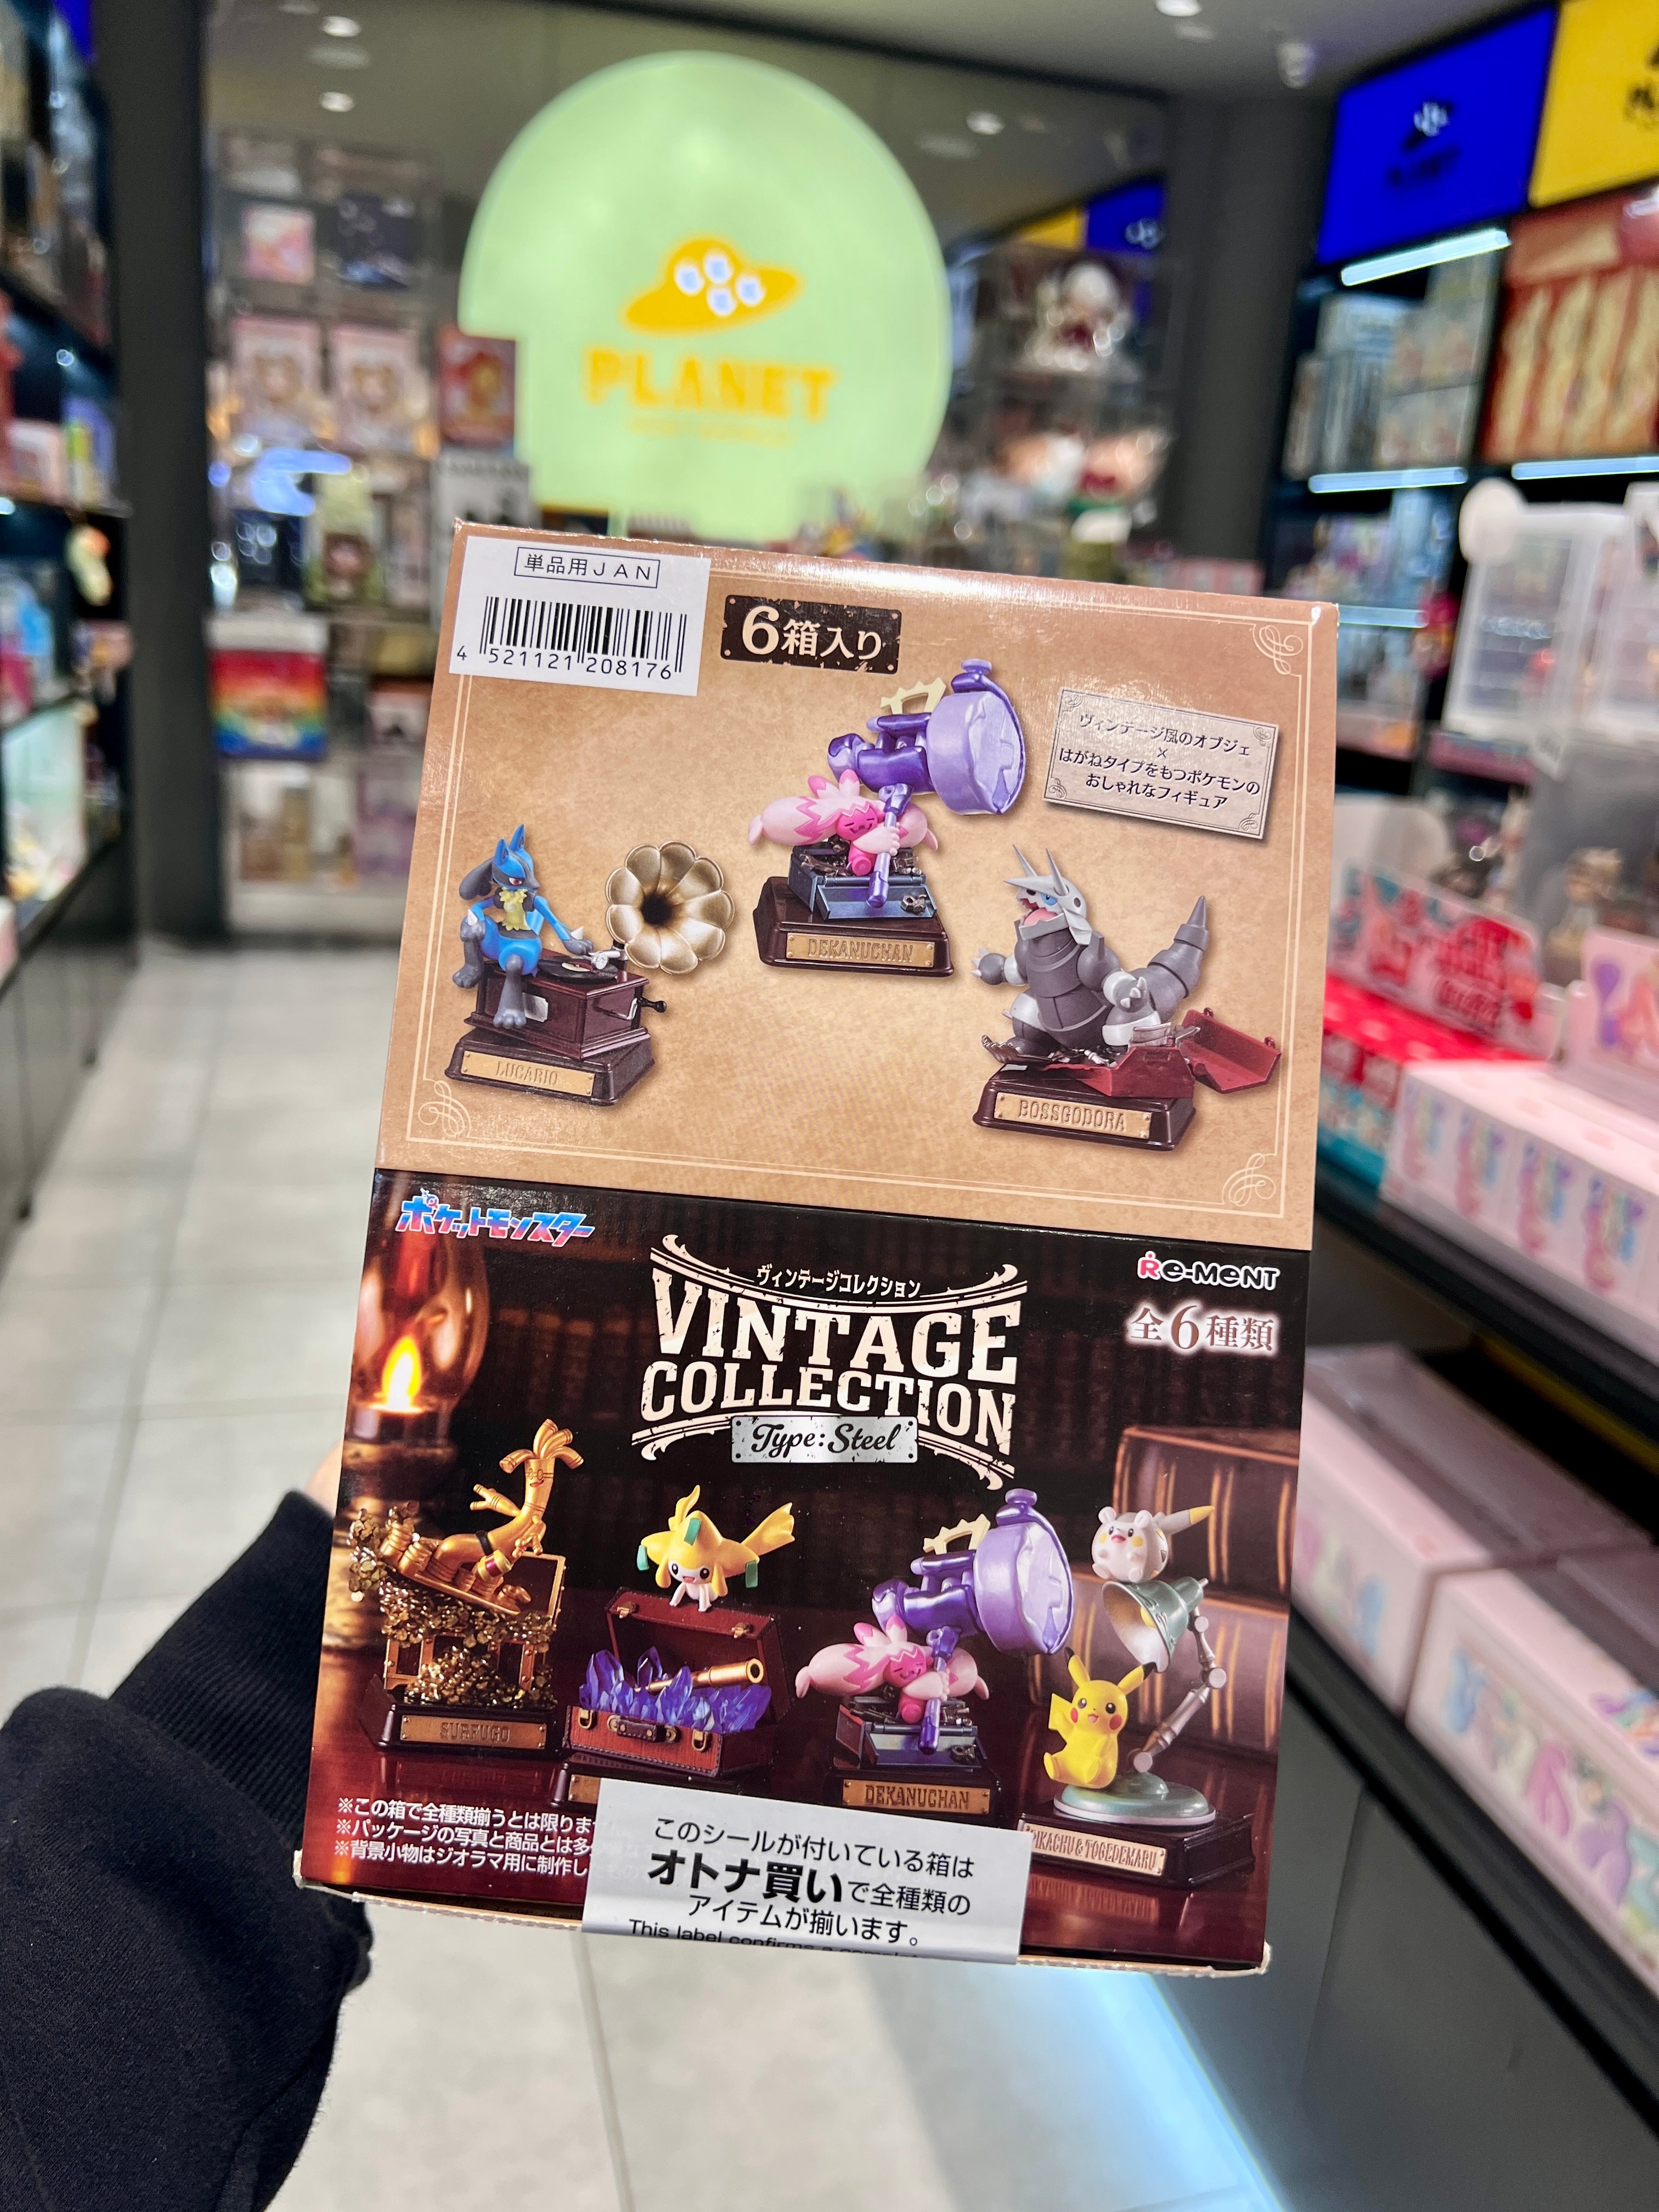 PLANET
単品用JAN
4 521121 208176
6箱入り
ヴィンテージ風のオブジェ
×
はがねタイプをもつポケモンの
おしゃれなフィギュア
DEKANUCHAN
LUCARIO
BOSSGODORA
ポケットモンスター
Re-MeNT
ヴィンテージコレクション
全6種類
VINTAGE
COLLECTION
Type:Steel
SURFUGO
DEKANUCHAN
PIKACHU&TOGEDEMARU
※この箱で全種類揃うとは限りま
※パッケージの写真と商品とは多
※背景小物はジオラマ用に制作し
このシールが付いている箱は
オトナ買いで全種類の
アイテムが揃います。
This label confirms a